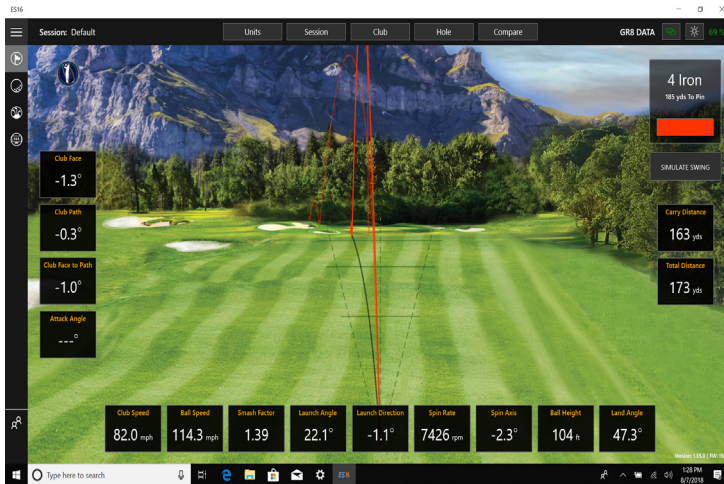 ES16
Session: Default
Units
Session
Club
Hole
Compare
GR8 DATA
69 %
4 Iron
185 yds To Pin
SIMULATE SWING
Club Face
-1.3°
Club Path
-0.3°
Club Face to Path
-1.0°
Attack Angle
---°
Carry Distance
163 yds
Total Distance
173 yds
Club Speed
82.0 mph
Ball Speed
114.3 mph
Smash Factor
1.39
Launch Angle
22.1°
Launch Direction
-1.1°
Spin Rate
7426 rpm
Spin Axis
-2.3°
Ball Height
104 ft
Land Angle
47.3°
Type here to search
ES16
1:28 PM
8/7/2018